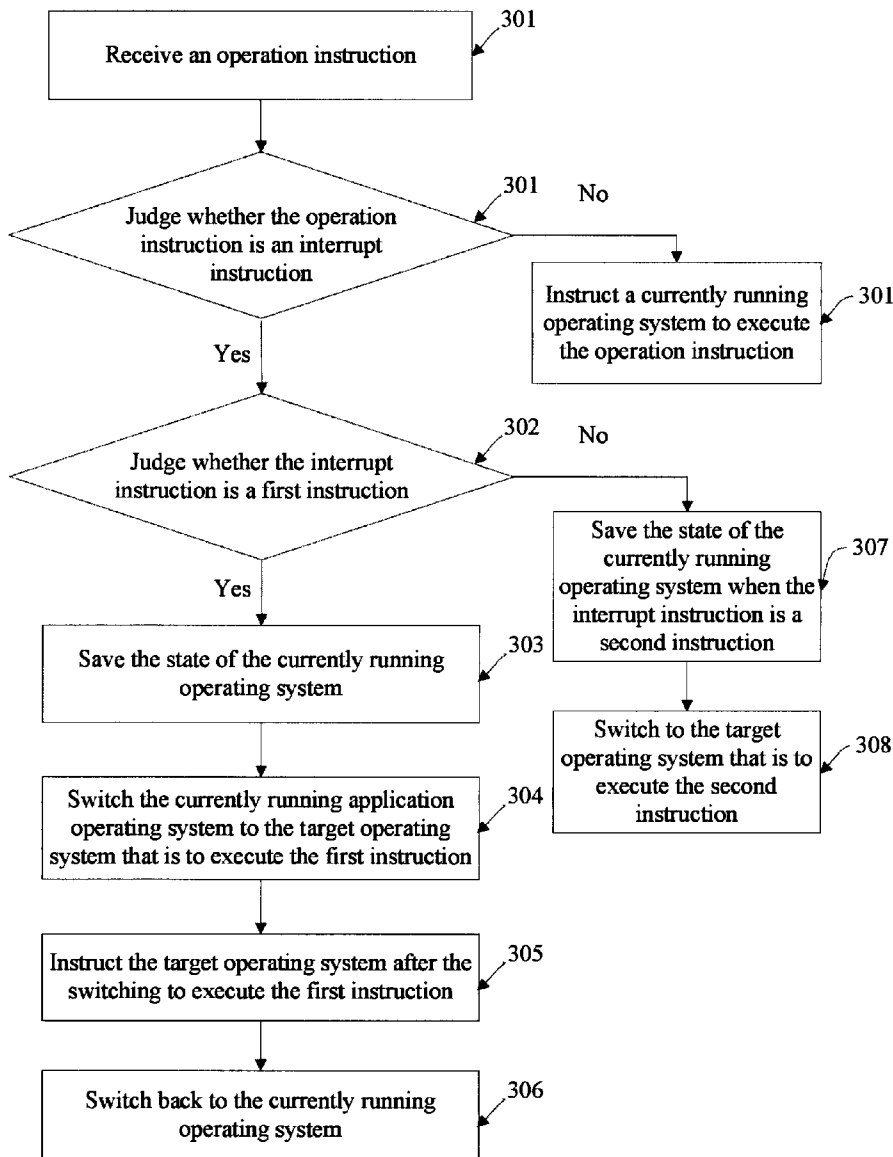 301
Receive an operation instruction
301
No
Judge whether the operation
instruction is an interrupt
instruction
301
Instruct a currently running
operating system to execute
the operation instruction
Yes
302
No
Judge whether the interrupt
instruction is a first instruction
307
Save the state of the
currently running
operating system when the
interrupt instruction is a
second instruction
Yes
303
Save the state of the currently running
operating system
308
Switch to the target
operating system that is to
execute the second
instruction
304
Switch the currently running application
operating system to the target operating
system that is to execute the first instruction
305
Instruct the target operating system after the
switching to execute the first instruction
306
Switch back to the currently running
operating system